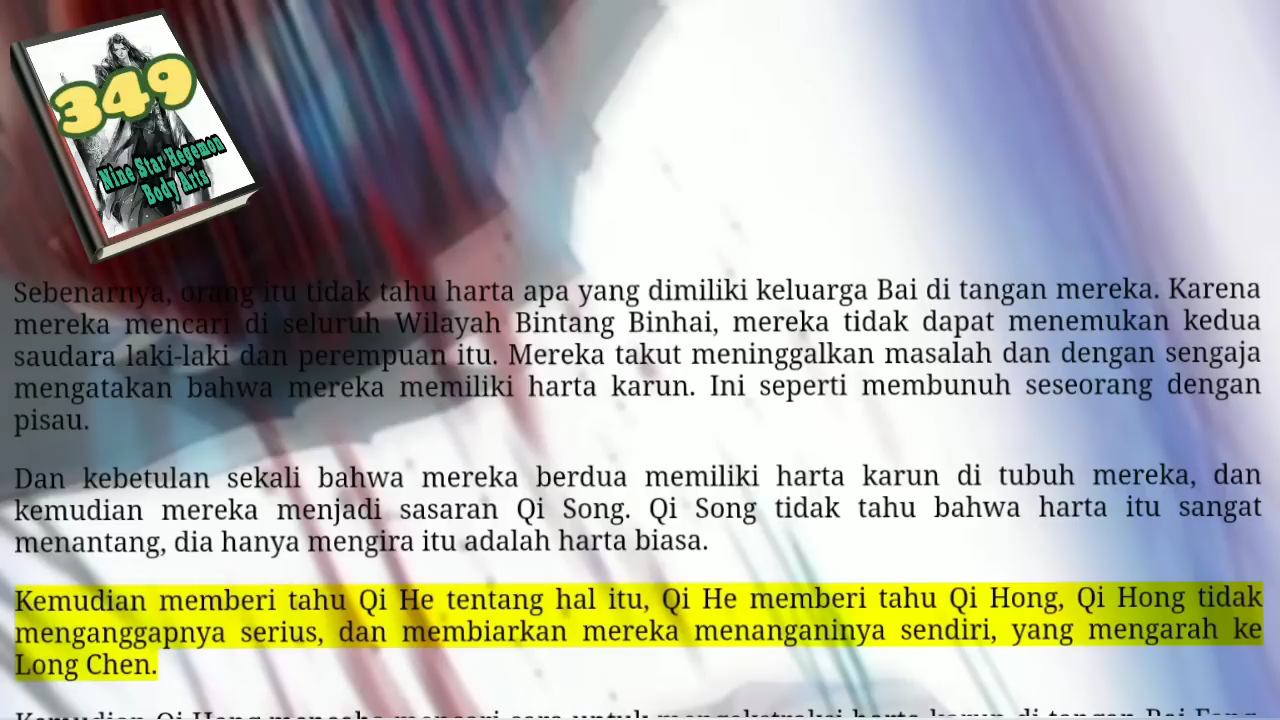 349
Nine Star Hegemon
Body Arts
Sebenarnya, orang itu tidak tahu harta apa yang dimiliki keluarga Bai di tangan mereka. Karena
mereka mencari di seluruh Wilayah Bintang Binhai, mereka tidak dapat menemukan kedua
saudara laki-laki dan perempuan itu. Mereka takut meninggalkan masalah dan dengan sengaja
mengatakan bahwa mereka memiliki harta karun. Ini seperti membunuh seseorang dengan
pisau.
Dan kebetulan sekali bahwa mereka berdua memiliki harta karun di tubuh mereka, dan
kemudian mereka menjadi sasaran Qi Song. Qi Song tidak tahu bahwa harta itu sangat
menantang, dia hanya mengira itu adalah harta biasa.
Kemudian memberi tahu Qi He tentang hal itu, Qi He memberi tahu Qi Hong, Qi Hong tidak
menganggapnya serius, dan membiarkan mereka menanganinya sendiri, yang mengarah ke
Long Chen.